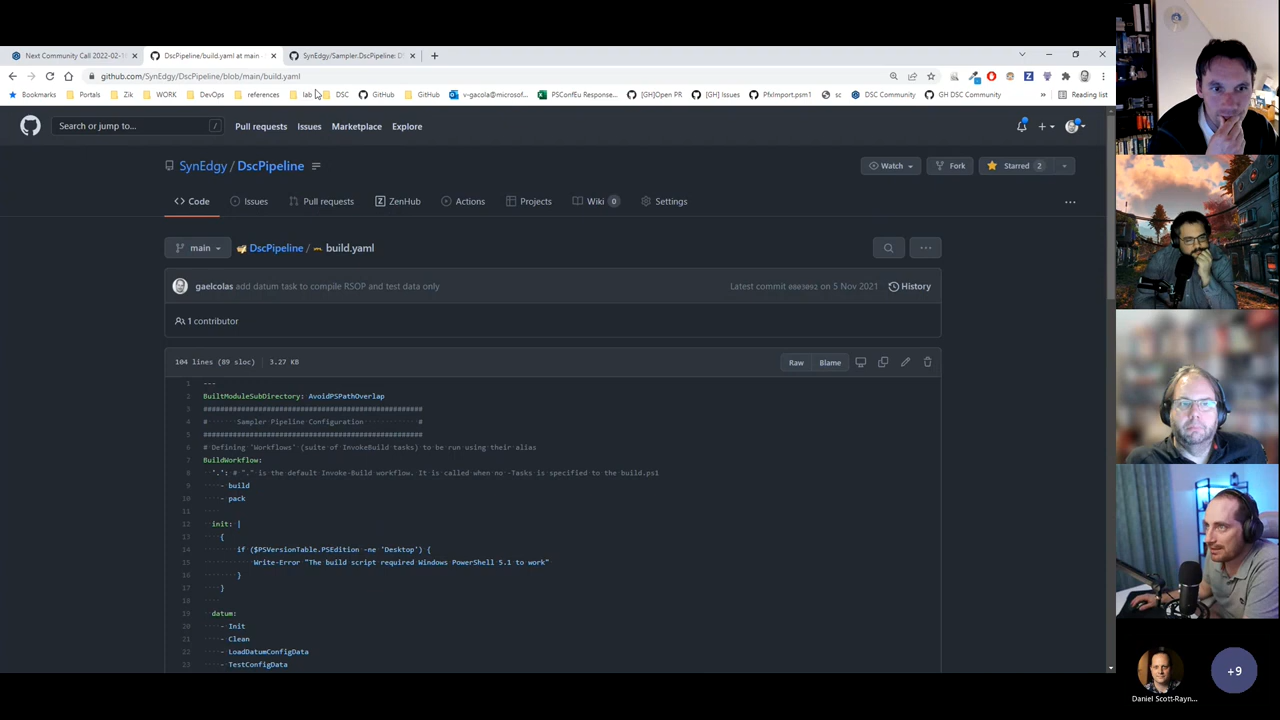 Next Community Call 2022-02-1
DscPipeline/build.yaml at main
SynEdgy/Sampler.DscPipeline: D
github.com/SynEdgy/DscPipeline/blob/main/build.yaml
Bookmarks Portals Zik WORK DevOps references lab DSC GitHub GitHub v-gacola@microsof... PSConfEu Response... [GH]Open PR [GH] Issues PfxImport.psm1 sc DSC Community GH DSC Community » Reading list
Search or jump to... / Pull requests Issues Marketplace Explore
SynEdgy / DscPipeline
Watch Fork Starred 2
<> Code Issues Pull requests ZenHub Actions Projects Wiki 0 Settings
main DscPipeline / build.yaml
gaelcolas add datum task to compile RSOP and test data only
on 5 Nov 2021 History
Latest commit
1 contributor
104 lines (89 sloc) 3.27 KB
Raw Blame
1 ---
2 BuiltModuleSubDirectory: AvoidPSPathOverlap
3 ####################################################
4 # Sampler Pipeline Configuration #
5 ####################################################
6 # Defining 'Workflows' (suite of InvokeBuild tasks) to be run using their alias
7 BuildWorkflow:
8 '.': # "." is the default Invoke-Build workflow. It is called when no -Tasks is specified to the build.ps1
9 - build
10 - pack
11
12 init: |
13 {
14 if ($PSVersionTable.PSEdition -ne 'Desktop') {
15 Write-Error "The build script required Windows PowerShell 5.1 to work"
16 }
17 }
18
19 datum:
20 - Init
21 - Clean
22 - LoadDatumConfigData
23 - TestConfigData
Daniel Scott-Rayn...
+9